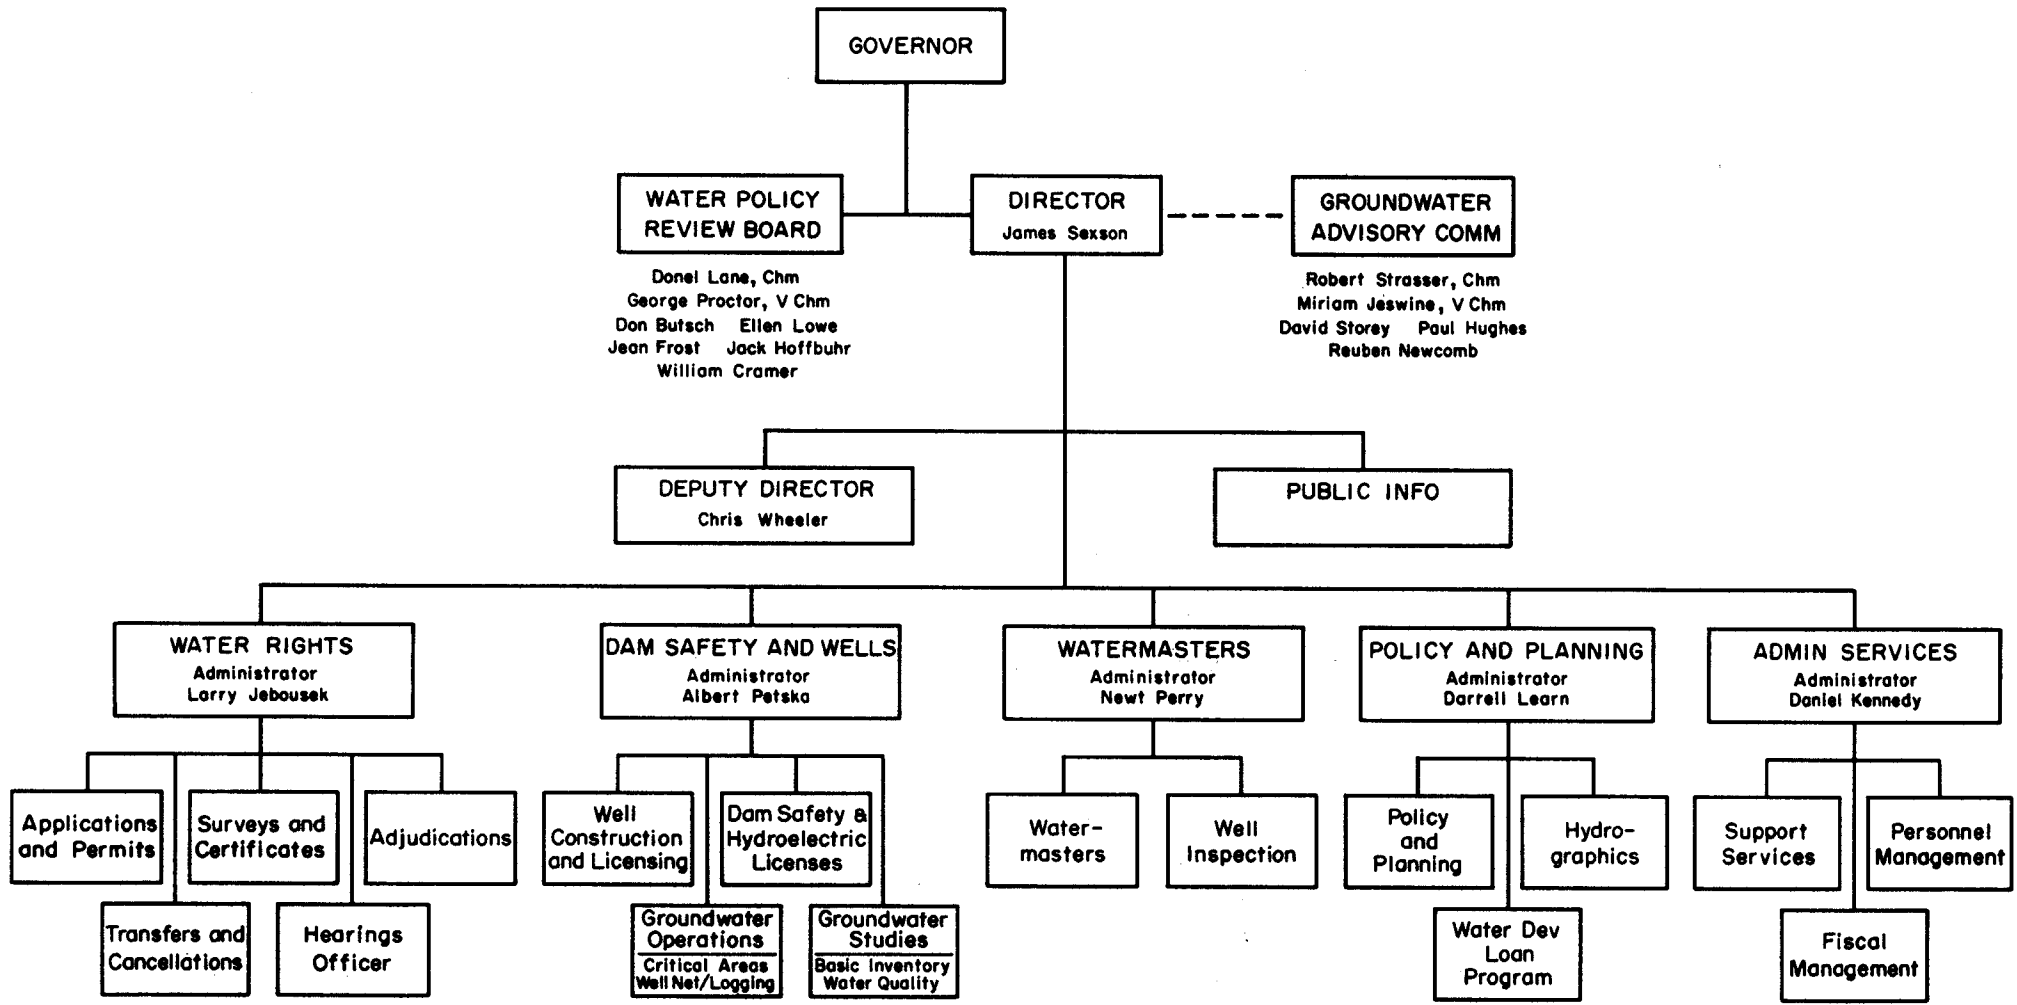 GOVERNOR
WATER POLICY
REVIEW BOARD
Donel Lane, Chm
George Proctor, V Chm
Don Butsch Ellen Lowe
Jean Frost Jack Hoffbuhr
William Cramer
DIRECTOR
James Sexson
GROUNDWATER
ADVISORY COMM
Robert Strasser, Chm
Miriam Jeswine, V Chm
David Storey Paul Hughes
Reuben Newcomb
DEPUTY DIRECTOR
Chris Wheeler
PUBLIC INFO
WATER RIGHTS
Administrator
Larry Jebousek
DAM SAFETY AND WELLS
Administrator
Albert Petska
WATERMASTERS
Administrator
Newt Perry
POLICY AND PLANNING
Administrator
Darrell Learn
ADMIN SERVICES
Administrator
Daniel Kennedy
Applications
and Permits
Surveys and
Certificates
Adjudications
Transfers and
Cancellations
Hearings
Officer
Well
Construction
and Licensing
Dam Safety &
Hydroelectric
Licenses
Groundwater
Operations
Critical Areas
Well Net/Logging
Groundwater
Studies
Basic Inventory
Water Quality
Water-
masters
Well
Inspection
Policy
and
Planning
Hydro-
graphics
Water Dev
Loan
Program
Support
Services
Personnel
Management
Fiscal
Management